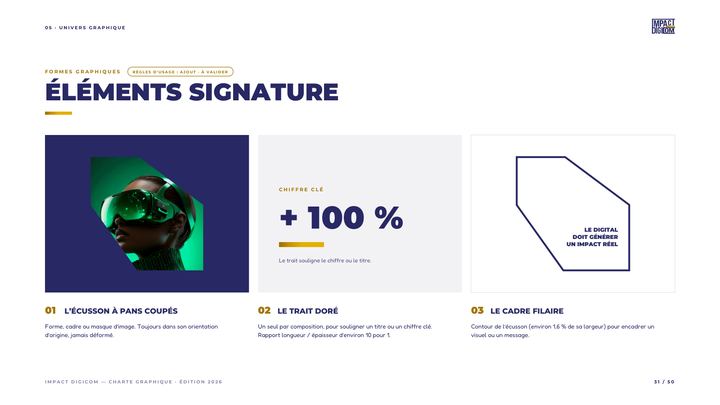 05 · UNIVERS GRAPHIQUE
IMPACT
DIGICOM
FORMES GRAPHIQUES
RÈGLES D'USAGE : AJOUT · À VALIDER
ÉLÉMENTS SIGNATURE
CHIFFRE CLÉ
+ 100 %
Le trait souligne le chiffre ou le titre.
LE DIGITAL
DOIT GÉNÉRER
UN IMPACT RÉEL
01 L'ÉCUSSON À PANS COUPÉS
Forme, cadre ou masque d'image. Toujours dans son orientation
d'origine, jamais déformé.
02 LE TRAIT DORÉ
Un seul par composition, pour souligner un titre ou un chiffre clé.
Rapport longueur / épaisseur d'environ 10 pour 1.
03 LE CADRE FILAIRE
Contour de l'écusson (environ 1,6 % de sa largeur) pour encadrer un
visuel ou un message.
IMPACT DIGICOM — CHARTE GRAPHIQUE · ÉDITION 2026
31 / 50